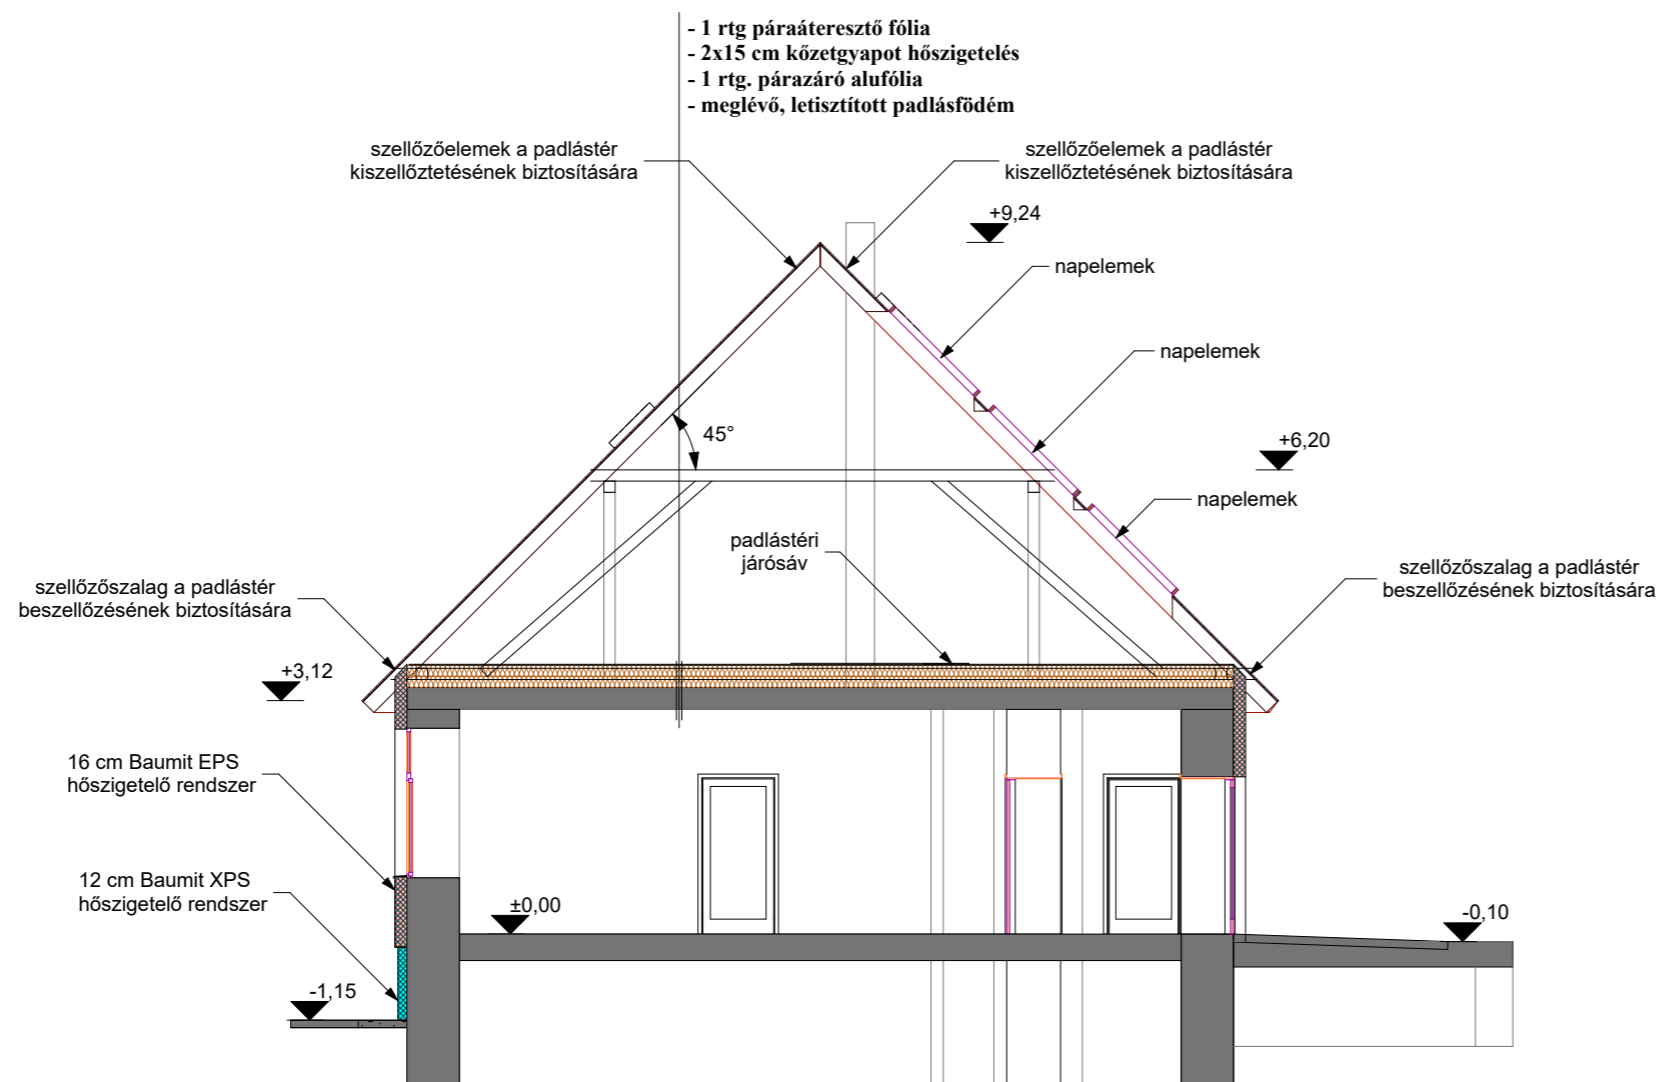 - 1 rtg páraáteresztő fólia
- 2x15 cm kőzetgyapot hőszigetelés
- 1 rtg. párazáró alufólia
- meglévő, letisztított padlásfödém
szellőzőelemek a padlástér
kiszellőztetésének biztosítására
szellőzőelemek a padlástér
kiszellőztetésének biztosítására
+9,24
napelemek
napelemek
45°
+6,20
napelemek
padlástéri
járósáv
szellőzőszalag a padlástér
beszellőzésének biztosítására
szellőzőszalag a padlástér
beszellőzésének biztosítására
+3,12
16 cm Baumit EPS
hőszigetelő rendszer
12 cm Baumit XPS
hőszigetelő rendszer
±0,00
-0,10
-1,15